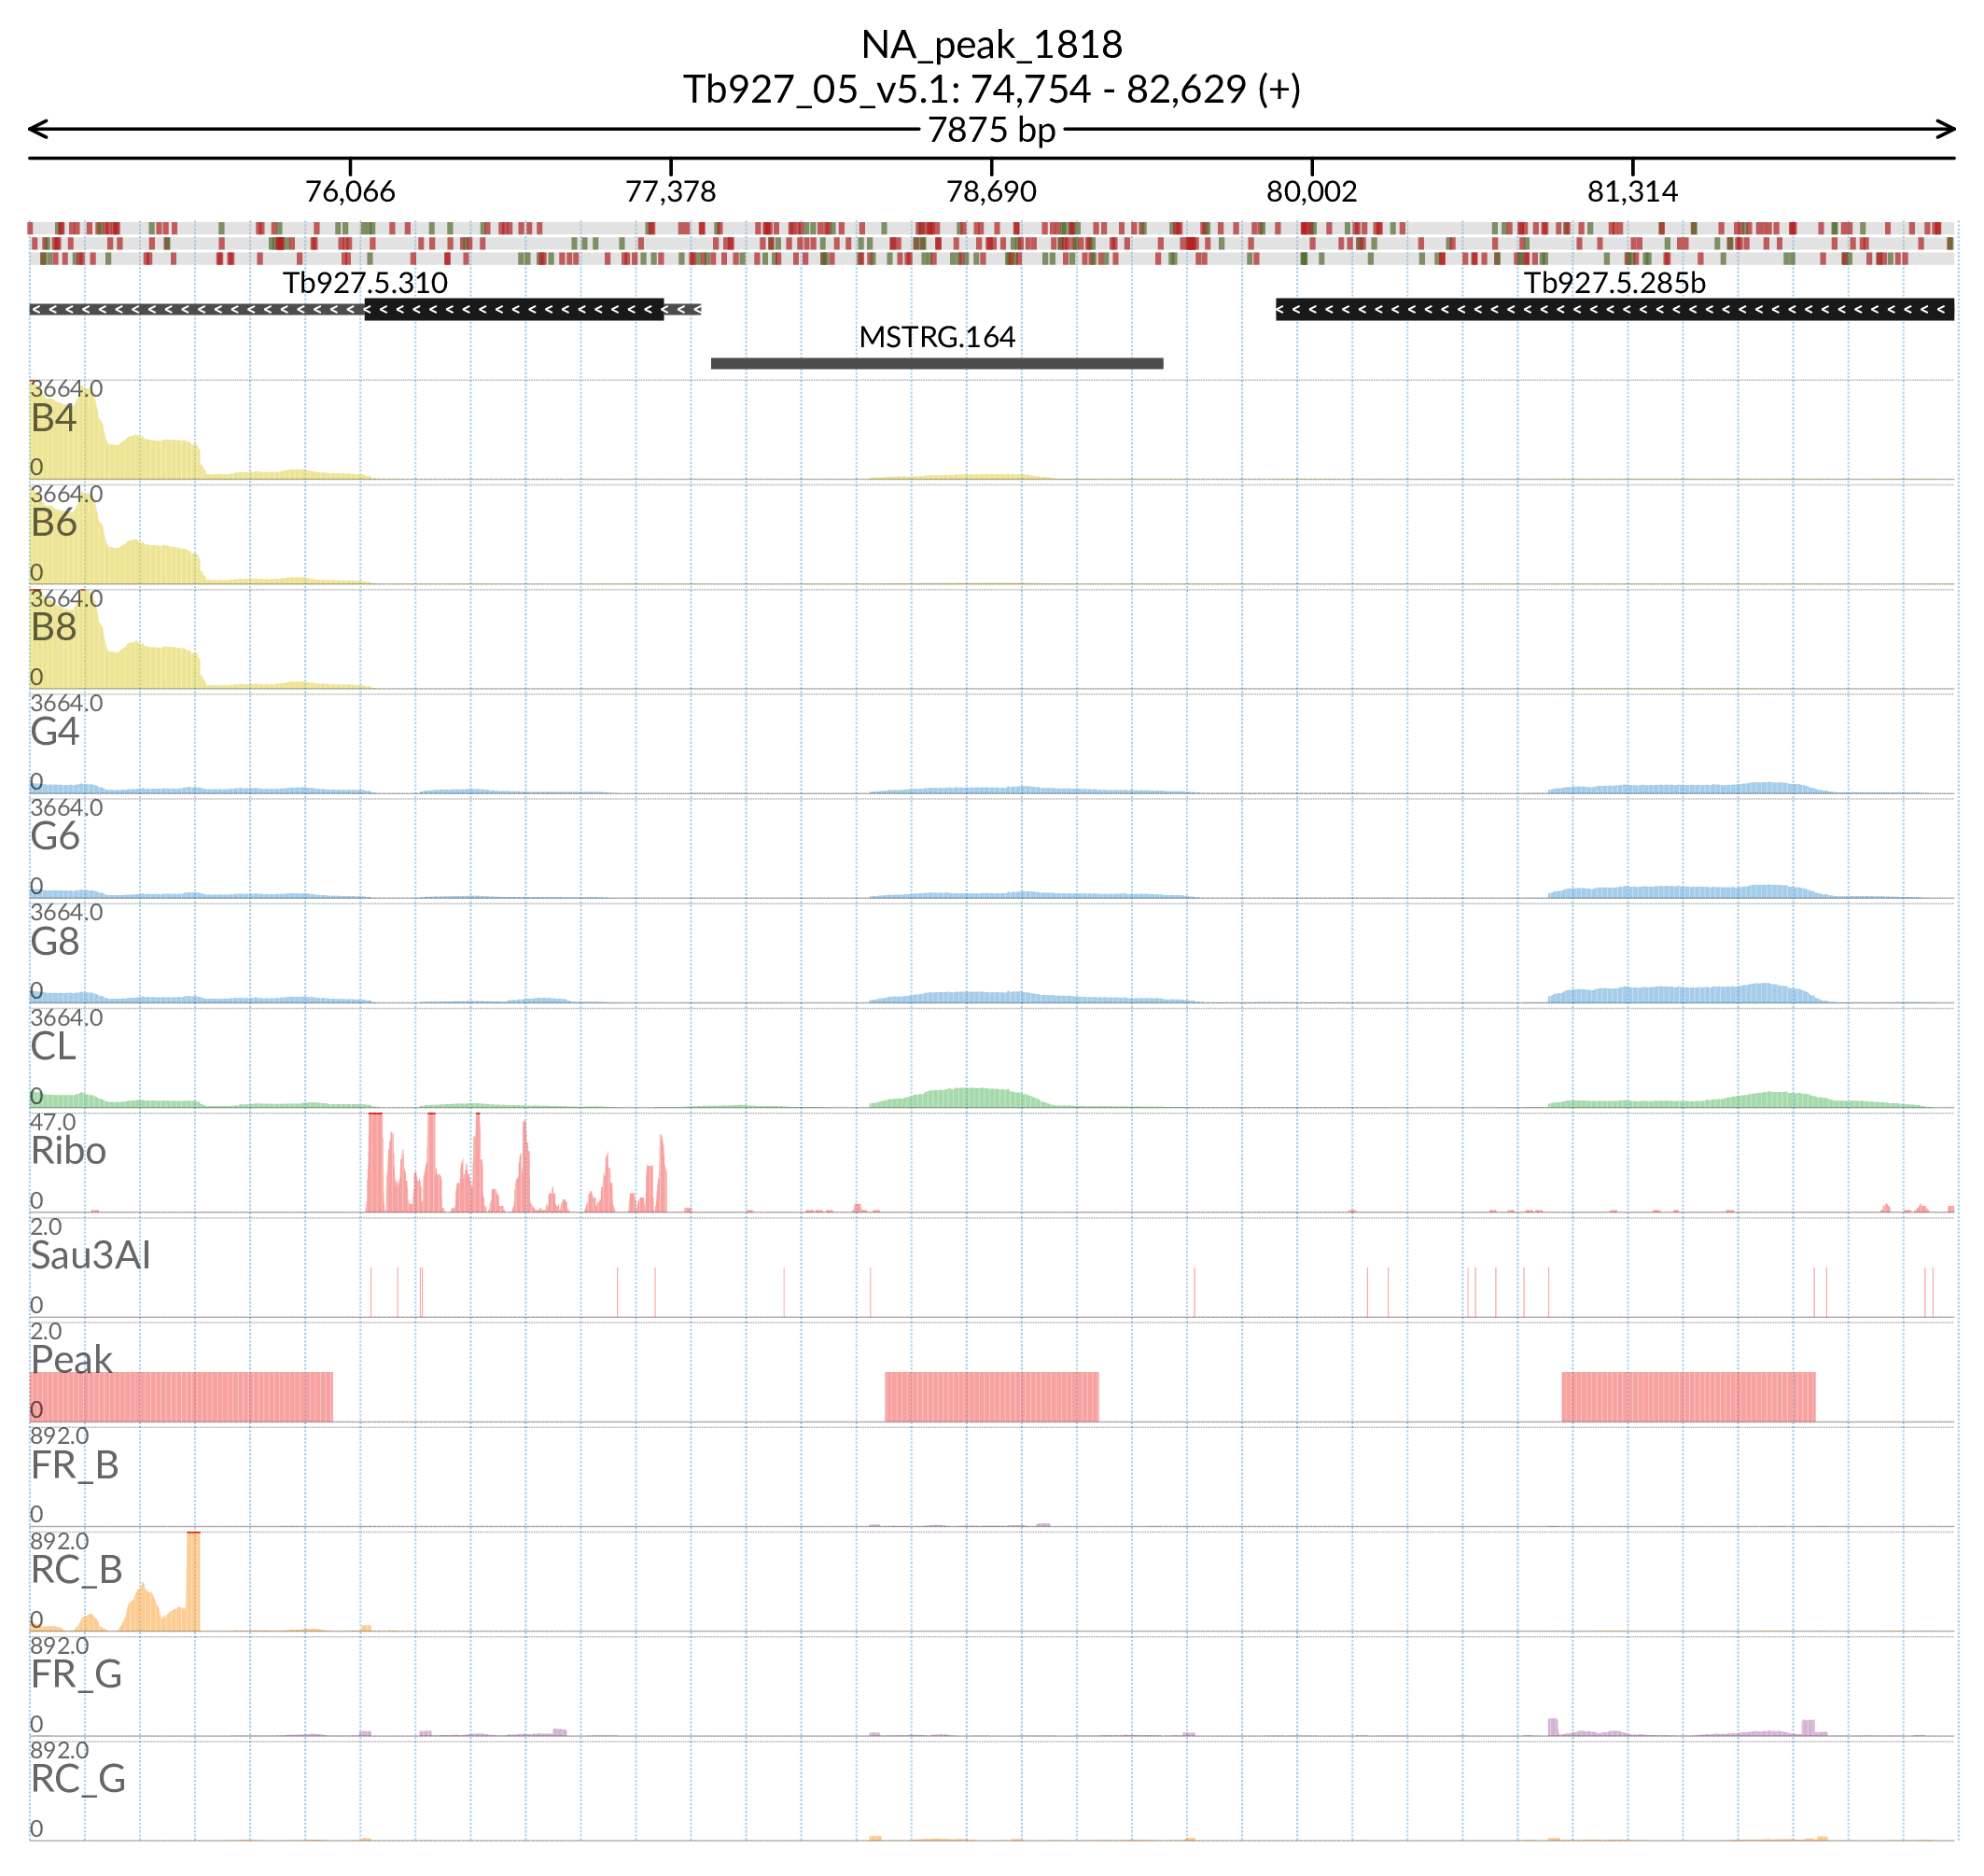 NA_peak_1818
Tb927_05_v5.1: 74,754 - 82,629 (+)
7875 bp
76,066 77,378 78,690 80,002 81,314
Tb927.5.310 Tb927.5.285b
MSTRG.164
3664.0
B4
0
3664.0
B6
0
3664.0
B8
0
3664.0
G4
0
3664.0
G6
0
3664.0
G8
0
3664.0
CL
0
47.0
Ribo
0
2.0
Sau3AI
0
2.0
Peak
0
892.0
FR_B
0
892.0
RC_B
0
892.0
FR_G
0
892.0
RC_G
0